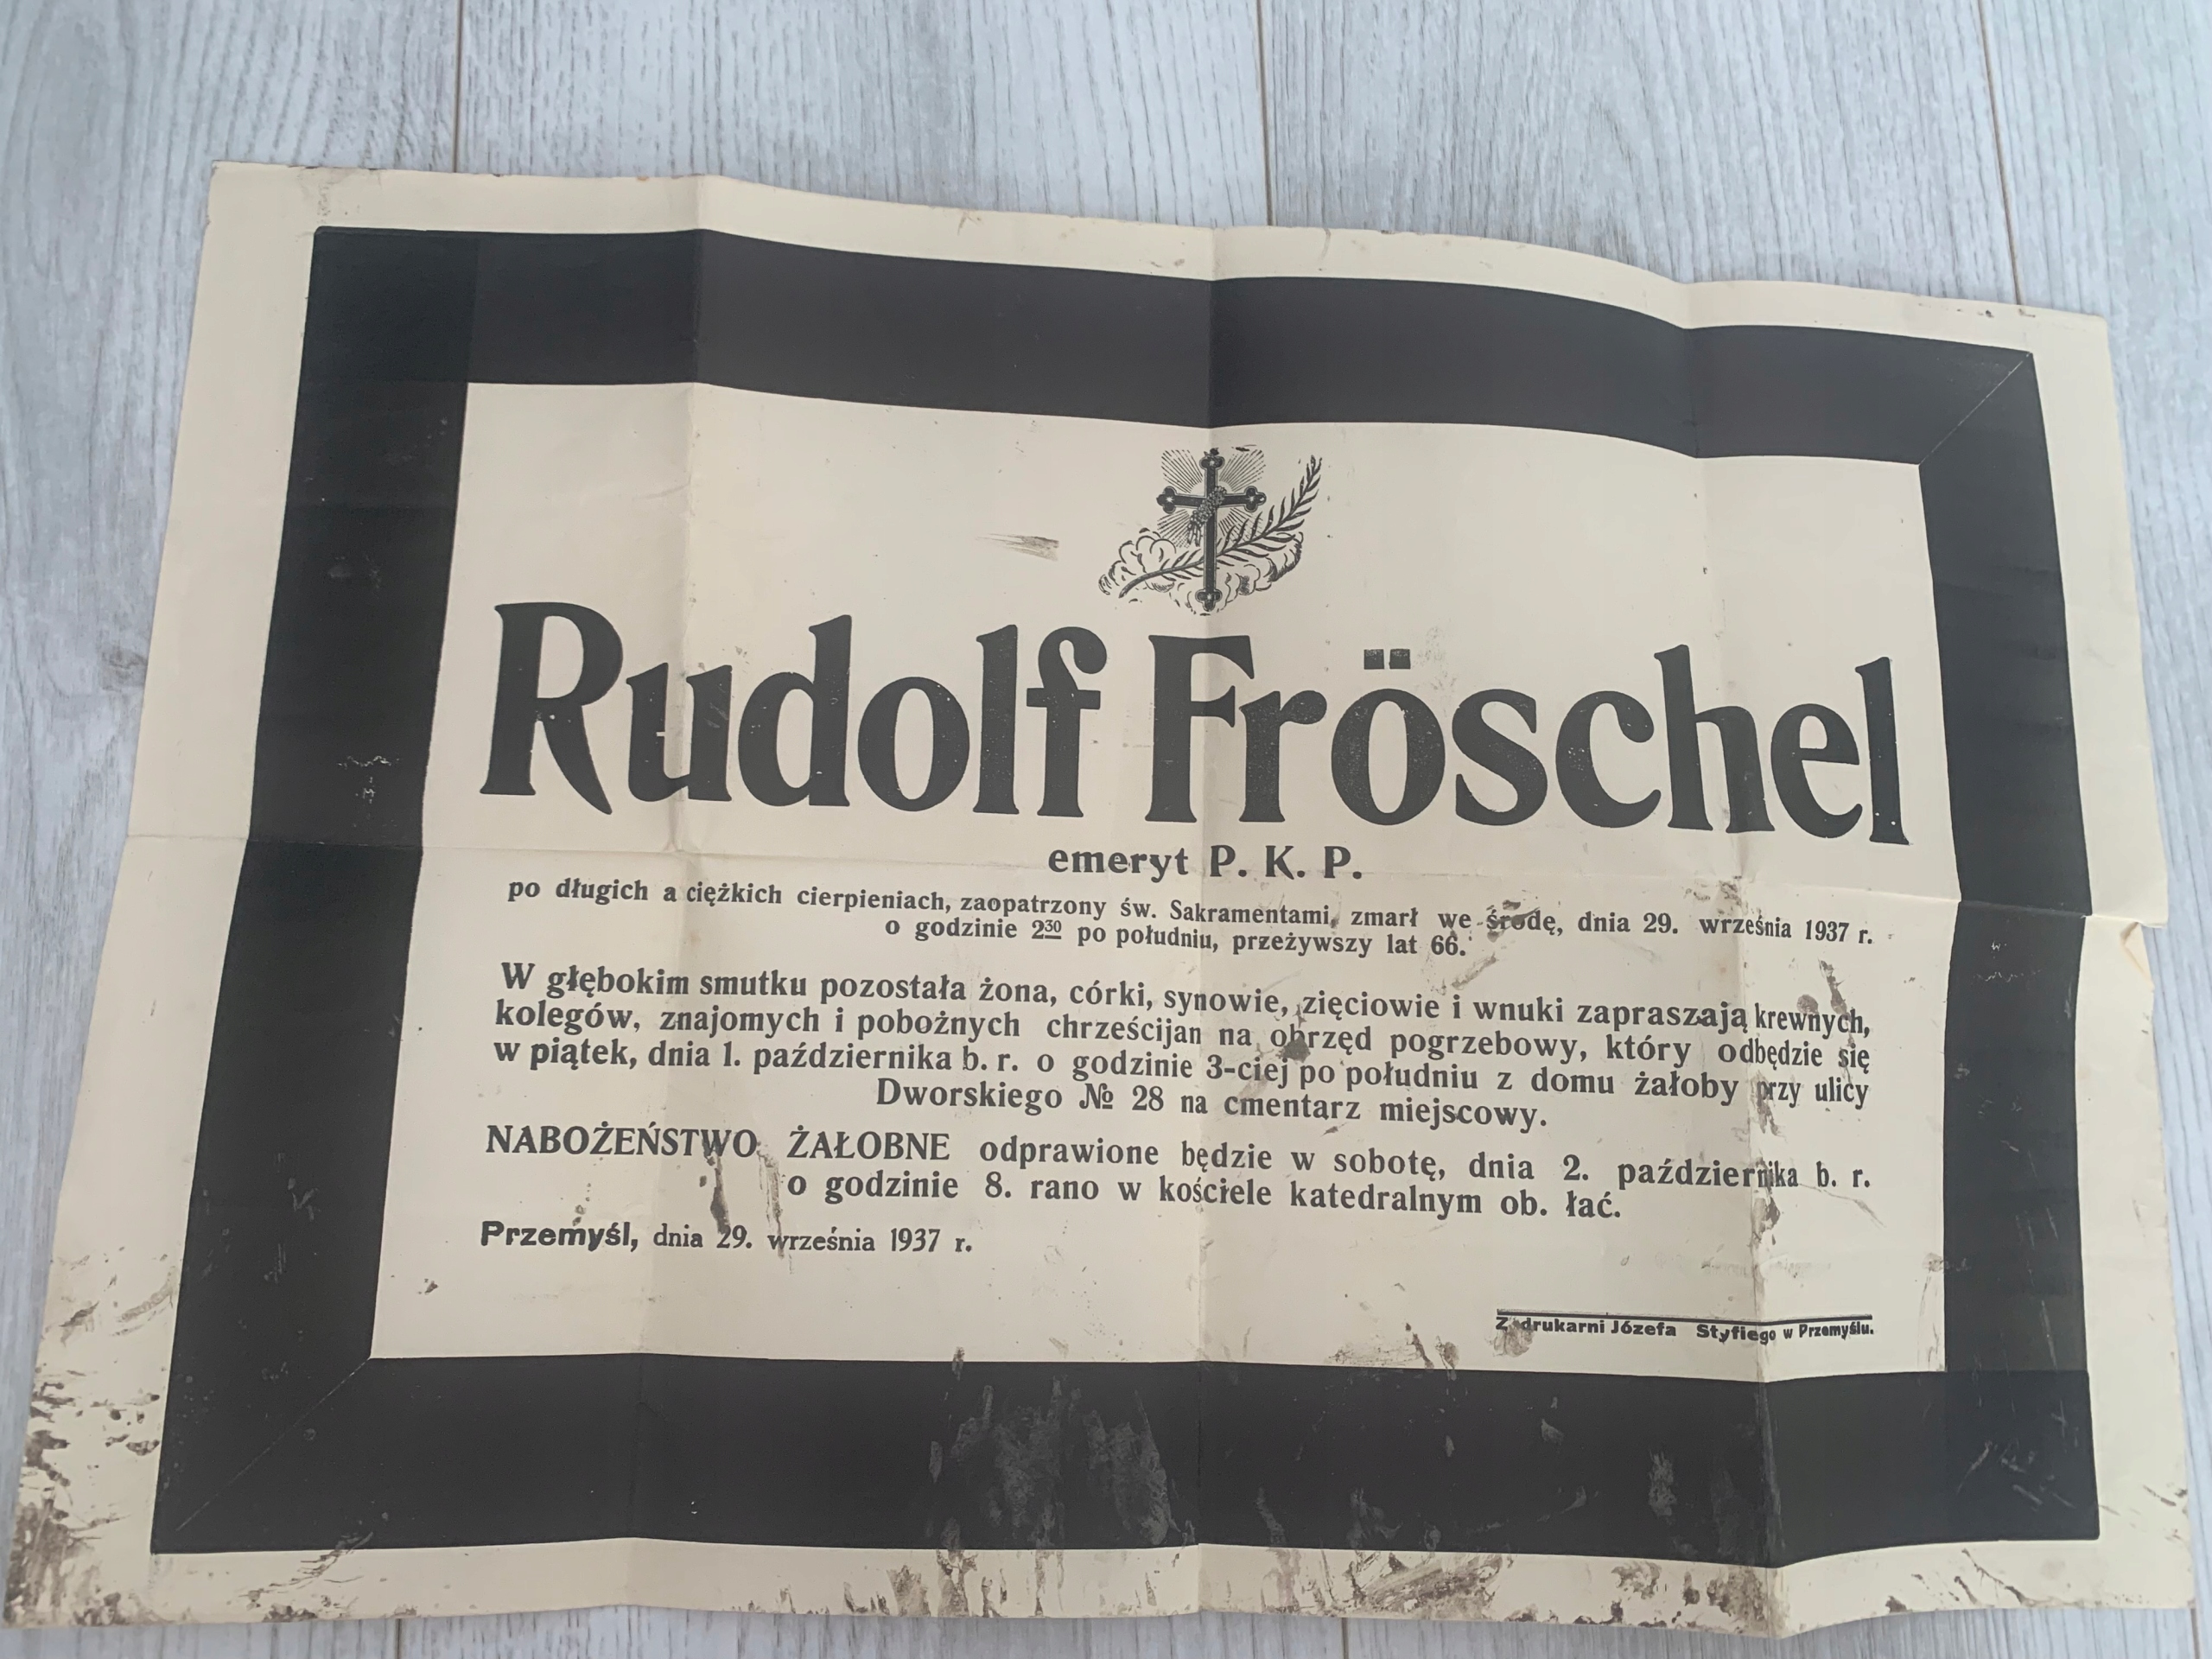 Rudolf Fröschel
emeryt P. K. P.
po długich a ciężkich cierpieniach, zaopatrzony św. Sakramentami, zmarł we środę, dnia 29. września 1937 r.
o godzinie 2³⁰ po południu, przeżywszy lat 66.
W głębokim smutku pozostała żona, córki, synowie, zięciowie i wnuki zapraszają krewnych,
kolegów, znajomych i pobożnych chrześcijan na obrzęd pogrzebowy, który odbędzie się
w piątek, dnia 1. października b. r. o godzinie 3-ciej po południu z domu żałoby przy ulicy
Dworskiego № 28 na cmentarz miejscowy.
NABOŻEŃSTWO ŻAŁOBNE odprawione będzie w sobotę, dnia 2. października b. r.
o godzinie 8. rano w kościele katedralnym ob. łać.
Przemyśl, dnia 29. września 1937 r.
Z drukarni Józefa Styfiego w Przemyślu.